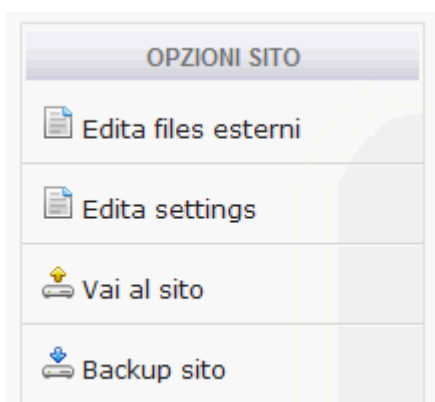 OPZIONI SITO
Edita files esterni
Edita settings
Vai al sito
Backup sito